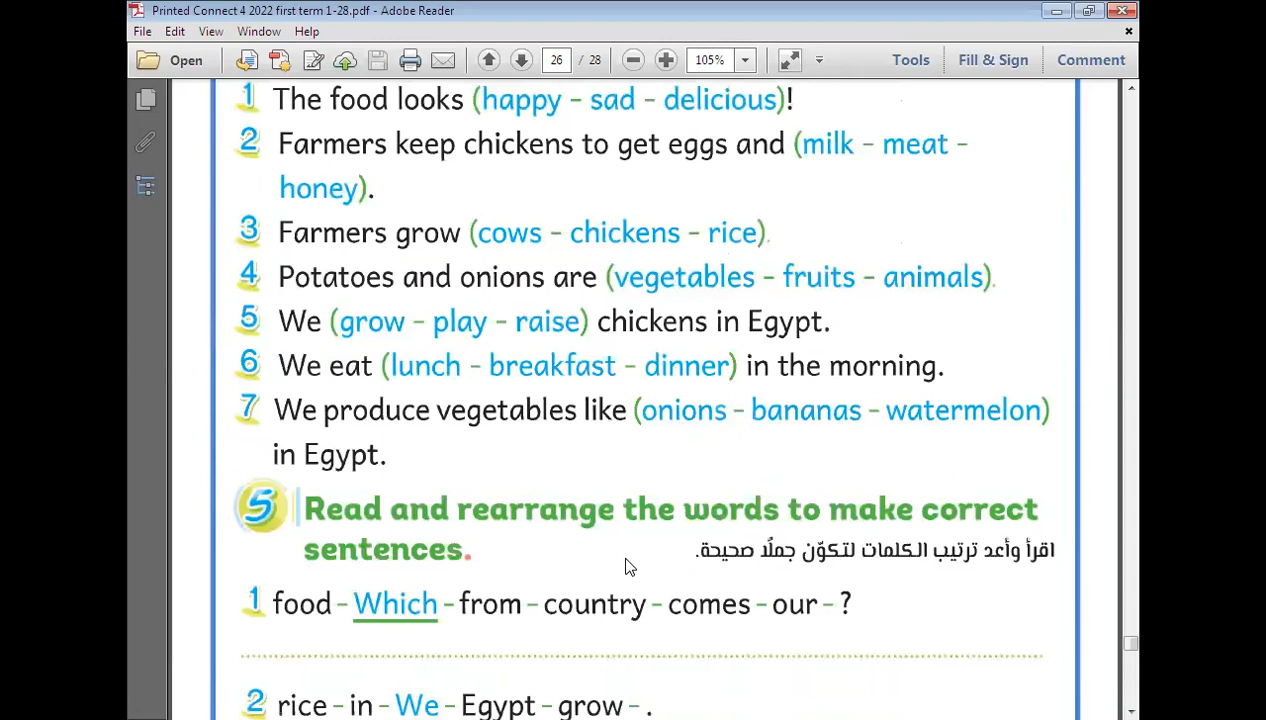 Printed Connect 4 2022 first term 1-28.pdf - Adobe Reader
File Edit View Window Help
Open 26 / 28 105% Tools Fill & Sign Comment
1 The food looks (happy - sad - delicious)!
2 Farmers keep chickens to get eggs and (milk - meat -
honey).
3 Farmers grow (cows - chickens - rice).
4 Potatoes and onions are (vegetables - fruits - animals).
5 We (grow - play - raise) chickens in Egypt.
6 We eat (lunch - breakfast - dinner) in the morning.
7 We produce vegetables like (onions - bananas - watermelon)
in Egypt.
5 Read and rearrange the words to make correct
sentences.
اقرأ وأعد ترتيب الكلمات لتكوّن جملًا صحيحة.
1 food - Which - from - country - comes - our - ?
2 rice - in - We - Egypt - grow - .